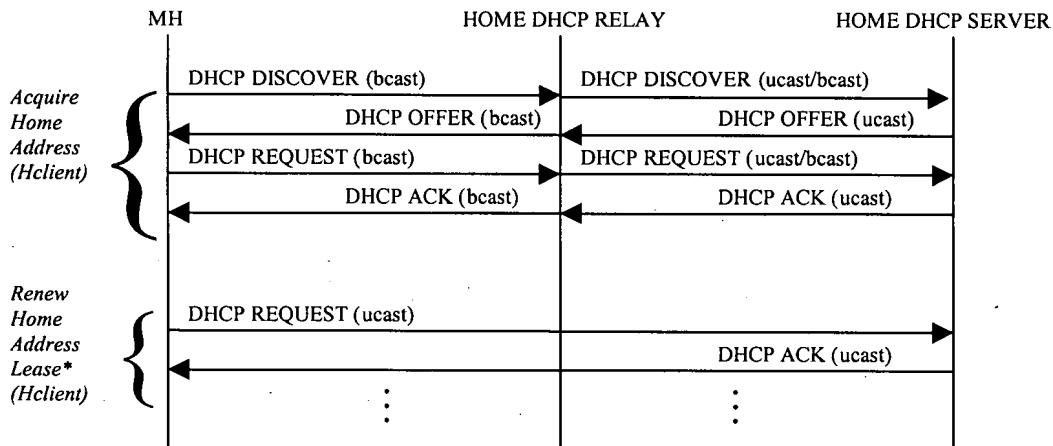 MH
HOME DHCP RELAY
HOME DHCP SERVER
Acquire
Home
Address
(Hclient)
DHCP DISCOVER (bcast)
DHCP DISCOVER (ucast/bcast)
DHCP OFFER (bcast)
DHCP OFFER (ucast)
DHCP REQUEST (bcast)
DHCP REQUEST (ucast/bcast)
DHCP ACK (bcast)
DHCP ACK (ucast)
Renew
Home
Address
Lease*
(Hclient)
DHCP REQUEST (ucast)
DHCP ACK (ucast)